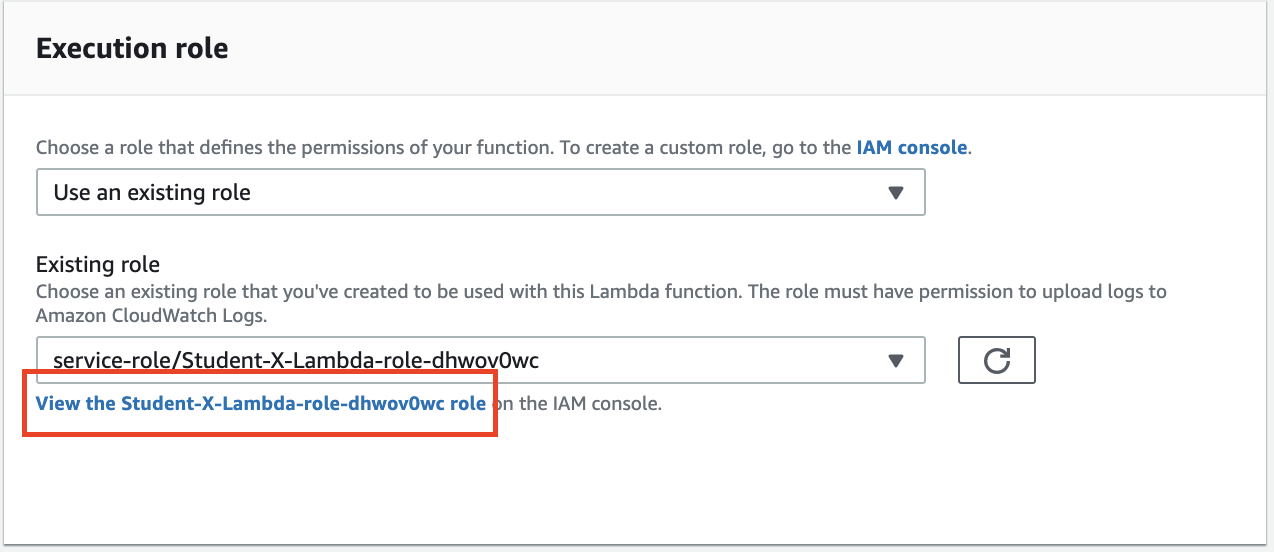 Execution role
Choose a role that defines the permissions of your function. To create a custom role, go to the IAM console.
Use an existing role
Existing role
Choose an existing role that you've created to be used with this Lambda function. The role must have permission to upload logs to
Amazon CloudWatch Logs.
service-role/Student-X-Lambda-role-dhwov0wc
View the Student-X-Lambda-role-dhwov0wc role on the IAM console.